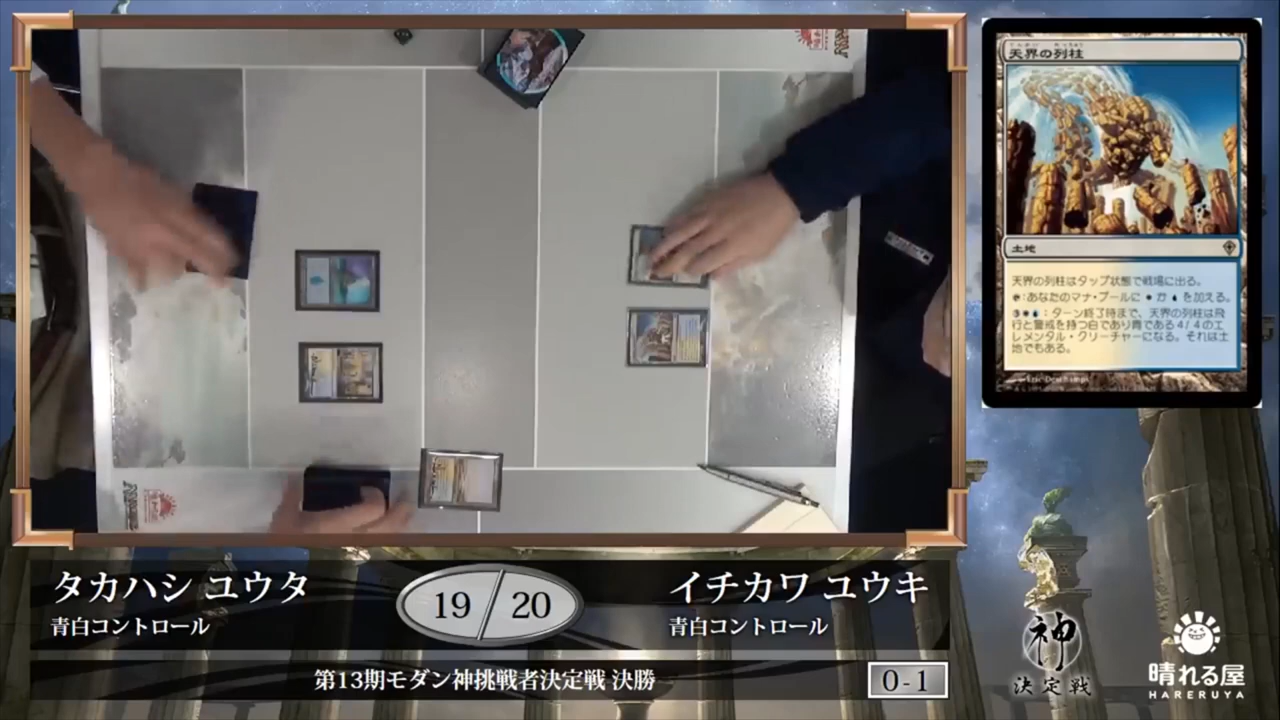 天界の列柱
土地
天界の列柱はタップ状態で戦場に出る。
:あなたのマナ・プールに か を加える。
:ターン終了時まで、天界の列柱は飛
行と警戒を持つ白であり青である4/4のエ
レメンタル・クリーチャーになる。それは土
地でもある。
タカハシ ユウタ
19 / 20
イチカワ ユウキ
青白コントロール
青白コントロール
第13期モダン神挑戦者決定戦 決勝
0-1
神
決定戦
晴れる屋
HARERUYA